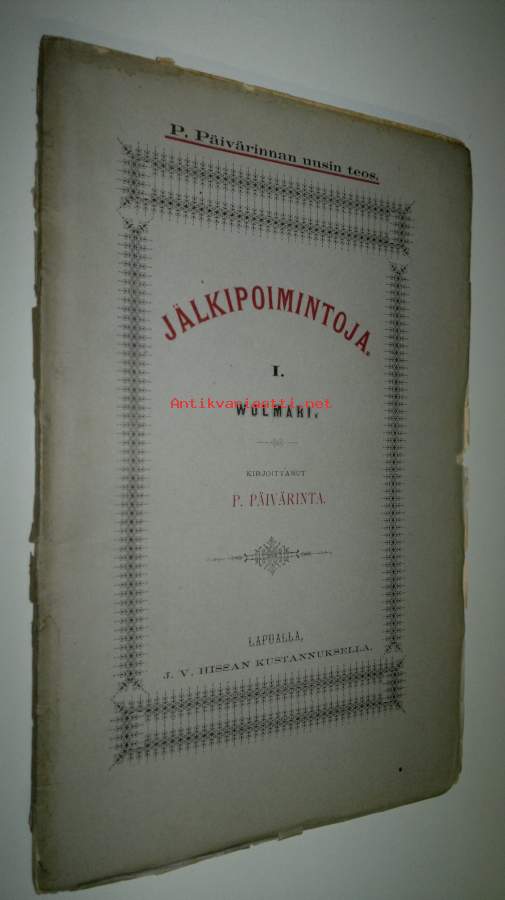 P. Päivärinnan uusin teos.
JÄLKIPOIMINTOJA.
I.
Antikvariaatti.net
WOLMARI.
KIRJOITTANUT
P. PÄIVÄRINTA.
LAPUALLA,
J. V. HISSAN KUSTANNUKSELLA.